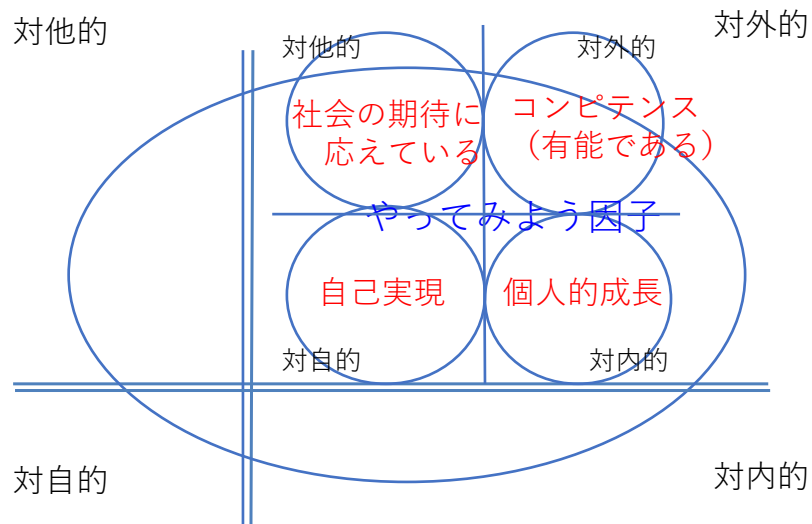 対他的
対外的
対他的
対外的
社会の期待に
応えている
コンピテンス
（有能である）
やってみよう因子
自己実現
個人的成長
対自的
対内的
対自的
対内的